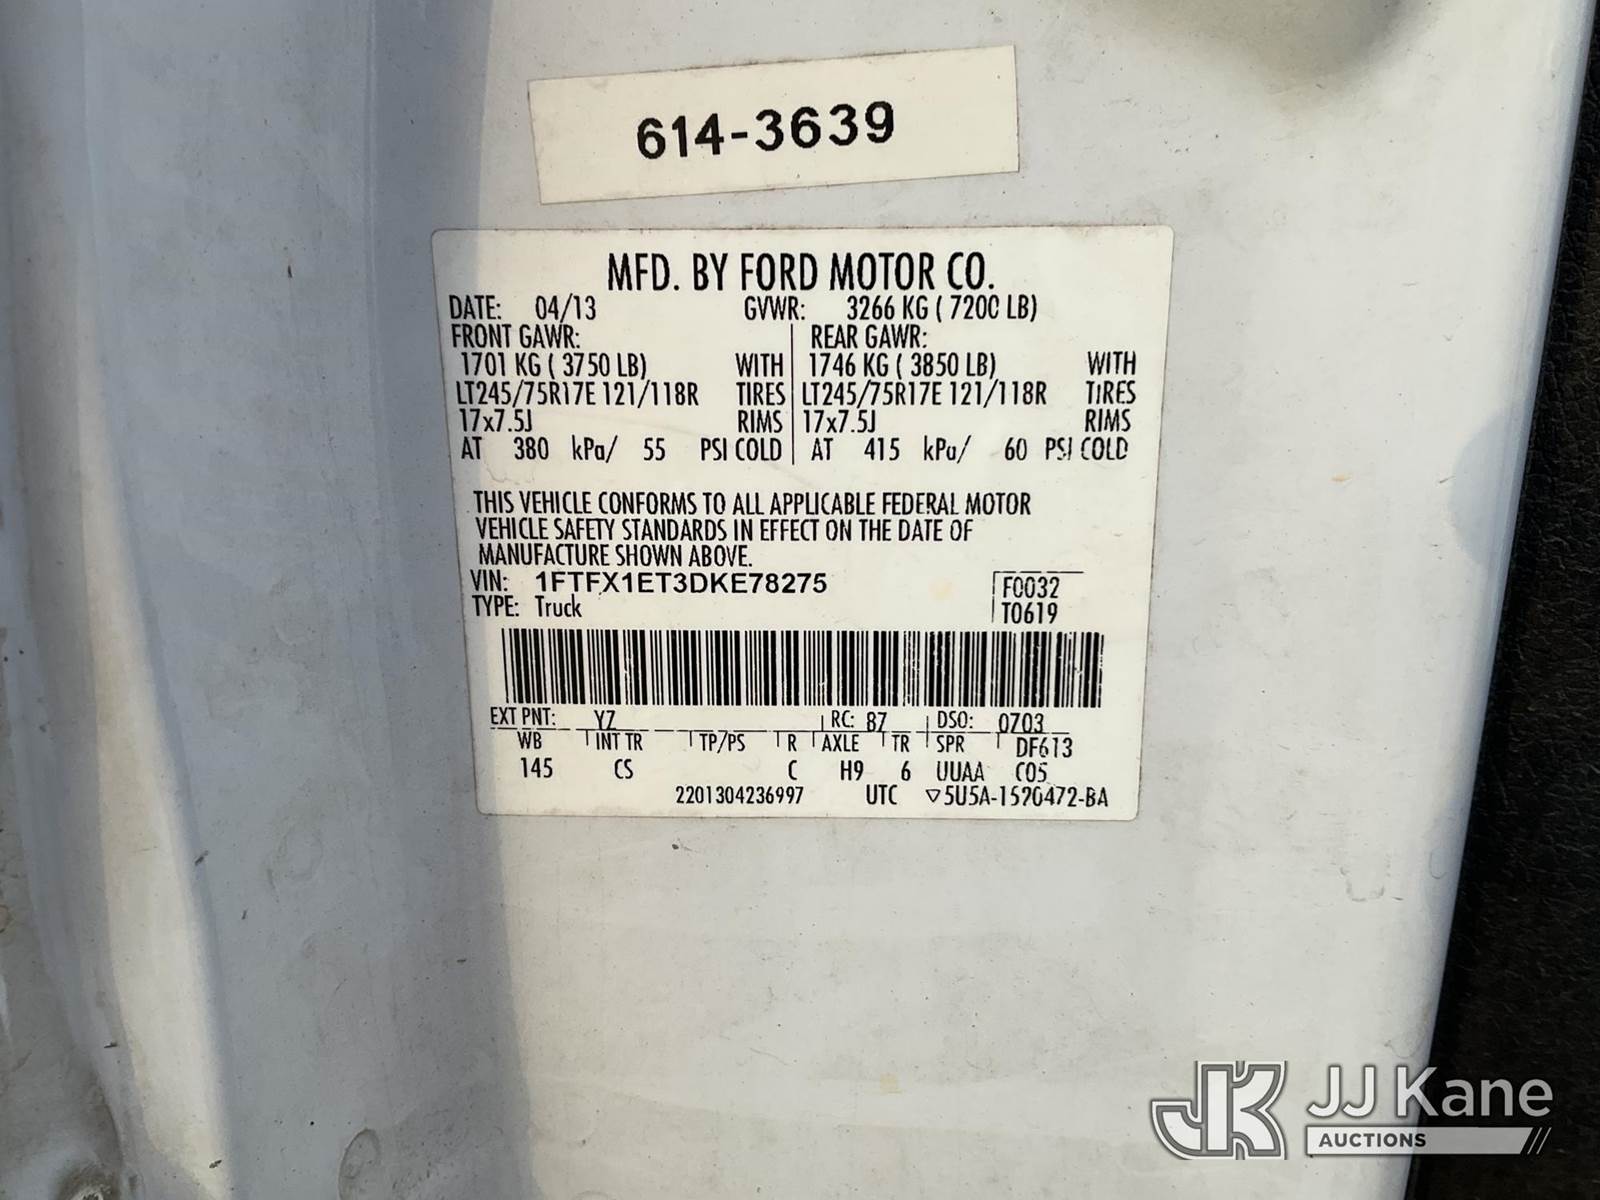 614-3639
MFD. BY FORD MOTOR CO.
DATE: 04/13 GVWR: 3266 KG ( 7200 LB)
FRONT GAWR: REAR GAWR:
1701 KG ( 3750 LB) WITH 1746 KG ( 3850 LB) WITH
LT245/75R17E 121/118R TIRES LT245/75R17E 121/118R TIRES
17x7.5J RIMS 17x7.5J RIMS
AT 380 kPa/ 55 PSI COLD AT 415 kPa/ 60 PSI COLD
THIS VEHICLE CONFORMS TO ALL APPLICABLE FEDERAL MOTOR
VEHICLE SAFETY STANDARDS IN EFFECT ON THE DATE OF
MANUFACTURE SHOWN ABOVE.
VIN: 1FTFX1ET3DKE78275 F0032
TYPE: Truck T0619
EXT PNT: YZ RC: 87 DSO: 0703
WB INT TR TP/PS R AXLE TR SPR DF613
145 CS C H9 6 UUAA C05
2201304236997 UTC ▽5U5A-1520472-BA
JK JJ Kane
AUCTIONS